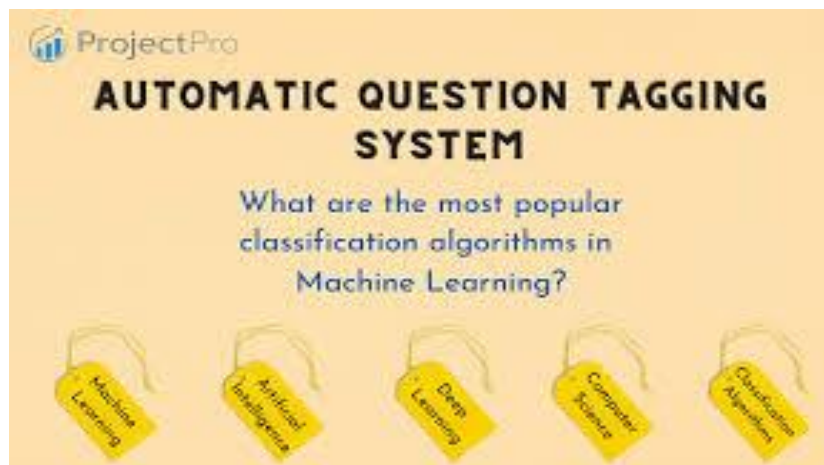 ProjectPro
AUTOMATIC QUESTION TAGGING
SYSTEM
What are the most popular
classification algorithms in
Machine Learning?
Machine
Learning
Artificial
Intelligence
Deep
Learning
Computer
Science
Classification
Algorithms